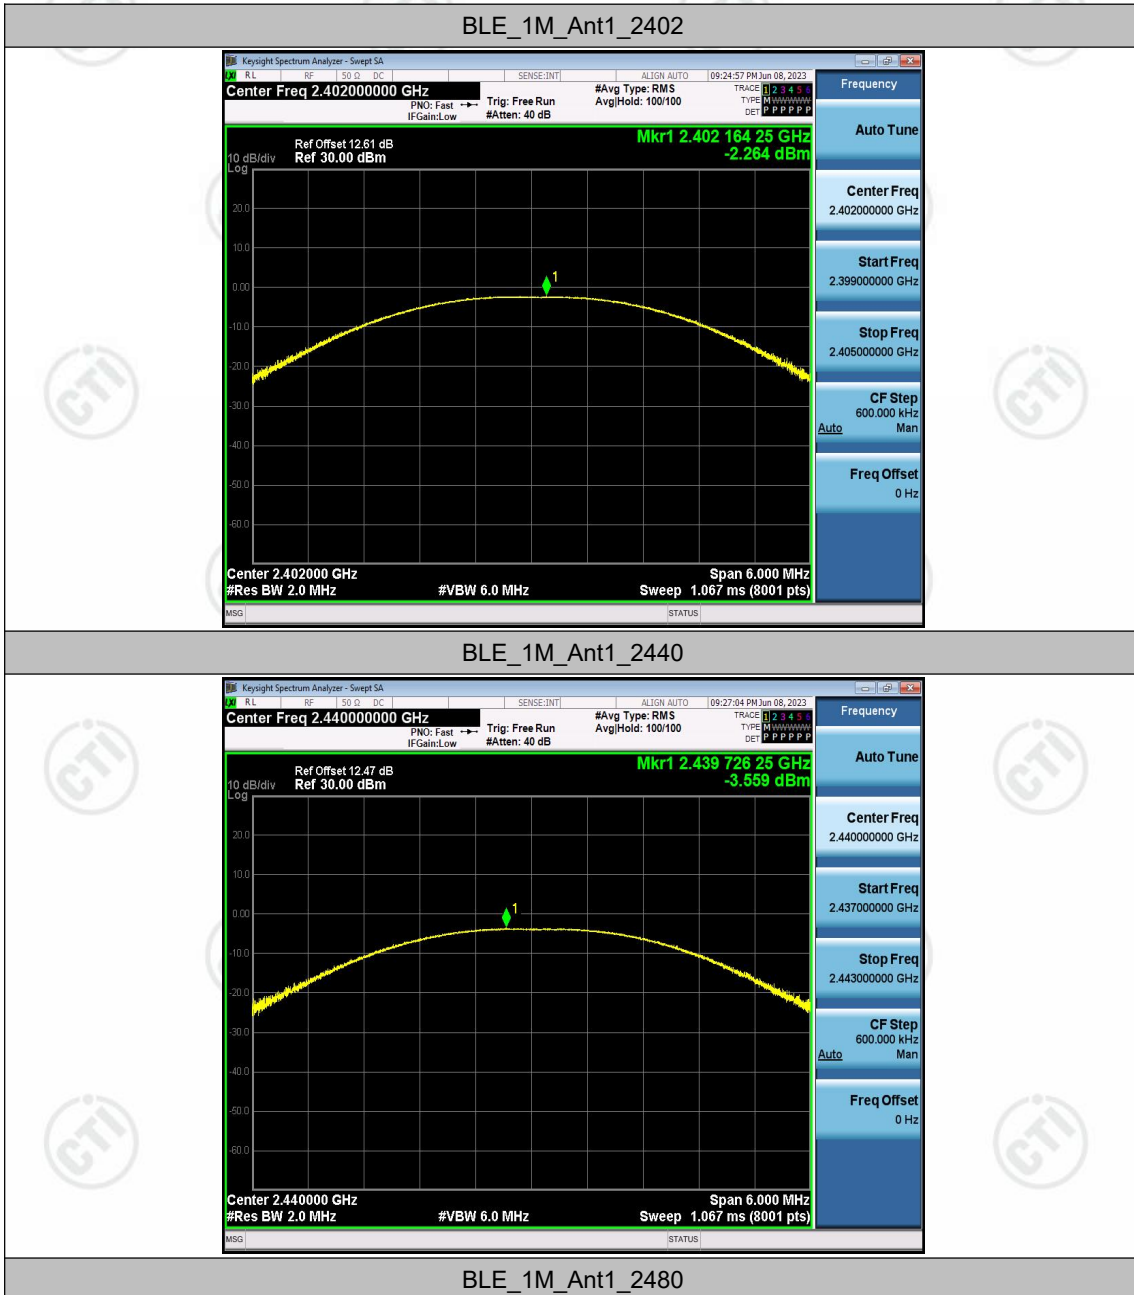 BLE_1M_Ant1_2402
Keysight Spectrum Analyzer - Swept SA
LXI RL RF 50 Ω DC SENSE:INT ALIGN AUTO 09:24:57 PM Jun 08, 2023
Center Freq 2.402000000 GHz
PNO: Fast
IFGain:Low
Trig: Free Run
#Atten: 40 dB
#Avg Type: RMS
Avg|Hold: 100/100
TRACE 1 2 3 4 5 6
TYPE M WWWWW
DET P P P P P P
Ref Offset 12.61 dB
10 dB/div Ref 30.00 dBm
Log
Mkr1 2.402 164 25 GHz
-2.264 dBm
20.0
10.0
0.00
-10.0
-20.0
-30.0
-40.0
-50.0
-60.0
1
Center 2.402000 GHz
Span 6.000 MHz
#Res BW 2.0 MHz
#VBW 6.0 MHz
Sweep 1.067 ms (8001 pts)
MSG STATUS
Frequency
Auto Tune
Center Freq
2.402000000 GHz
Start Freq
2.399000000 GHz
Stop Freq
2.405000000 GHz
CF Step
600.000 kHz
Auto Man
Freq Offset
0 Hz
BLE_1M_Ant1_2440
Keysight Spectrum Analyzer - Swept SA
LXI RL RF 50 Ω DC SENSE:INT ALIGN AUTO 09:27:04 PM Jun 08, 2023
Center Freq 2.440000000 GHz
PNO: Fast
IFGain:Low
Trig: Free Run
#Atten: 40 dB
#Avg Type: RMS
Avg|Hold: 100/100
TRACE 1 2 3 4 5 6
TYPE M WWWWW
DET P P P P P P
Ref Offset 12.47 dB
10 dB/div Ref 30.00 dBm
Log
Mkr1 2.439 726 25 GHz
-3.559 dBm
20.0
10.0
0.00
-10.0
-20.0
-30.0
-40.0
-50.0
-60.0
1
Center 2.440000 GHz
Span 6.000 MHz
#Res BW 2.0 MHz
#VBW 6.0 MHz
Sweep 1.067 ms (8001 pts)
MSG STATUS
Frequency
Auto Tune
Center Freq
2.440000000 GHz
Start Freq
2.437000000 GHz
Stop Freq
2.443000000 GHz
CF Step
600.000 kHz
Auto Man
Freq Offset
0 Hz
BLE_1M_Ant1_2480
CTI
CTI
CTI
CTI
CTI
CTI